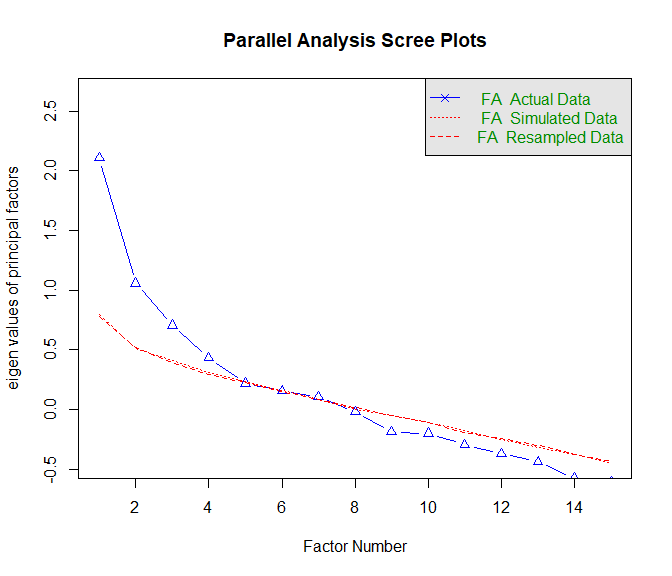 Parallel Analysis Scree Plots
FA Actual Data
FA Simulated Data
FA Resampled Data
eigen values of principal factors
2.5
2.0
1.5
1.0
0.5
0.0
-0.5
2 4 6 8 10 12 14
Factor Number